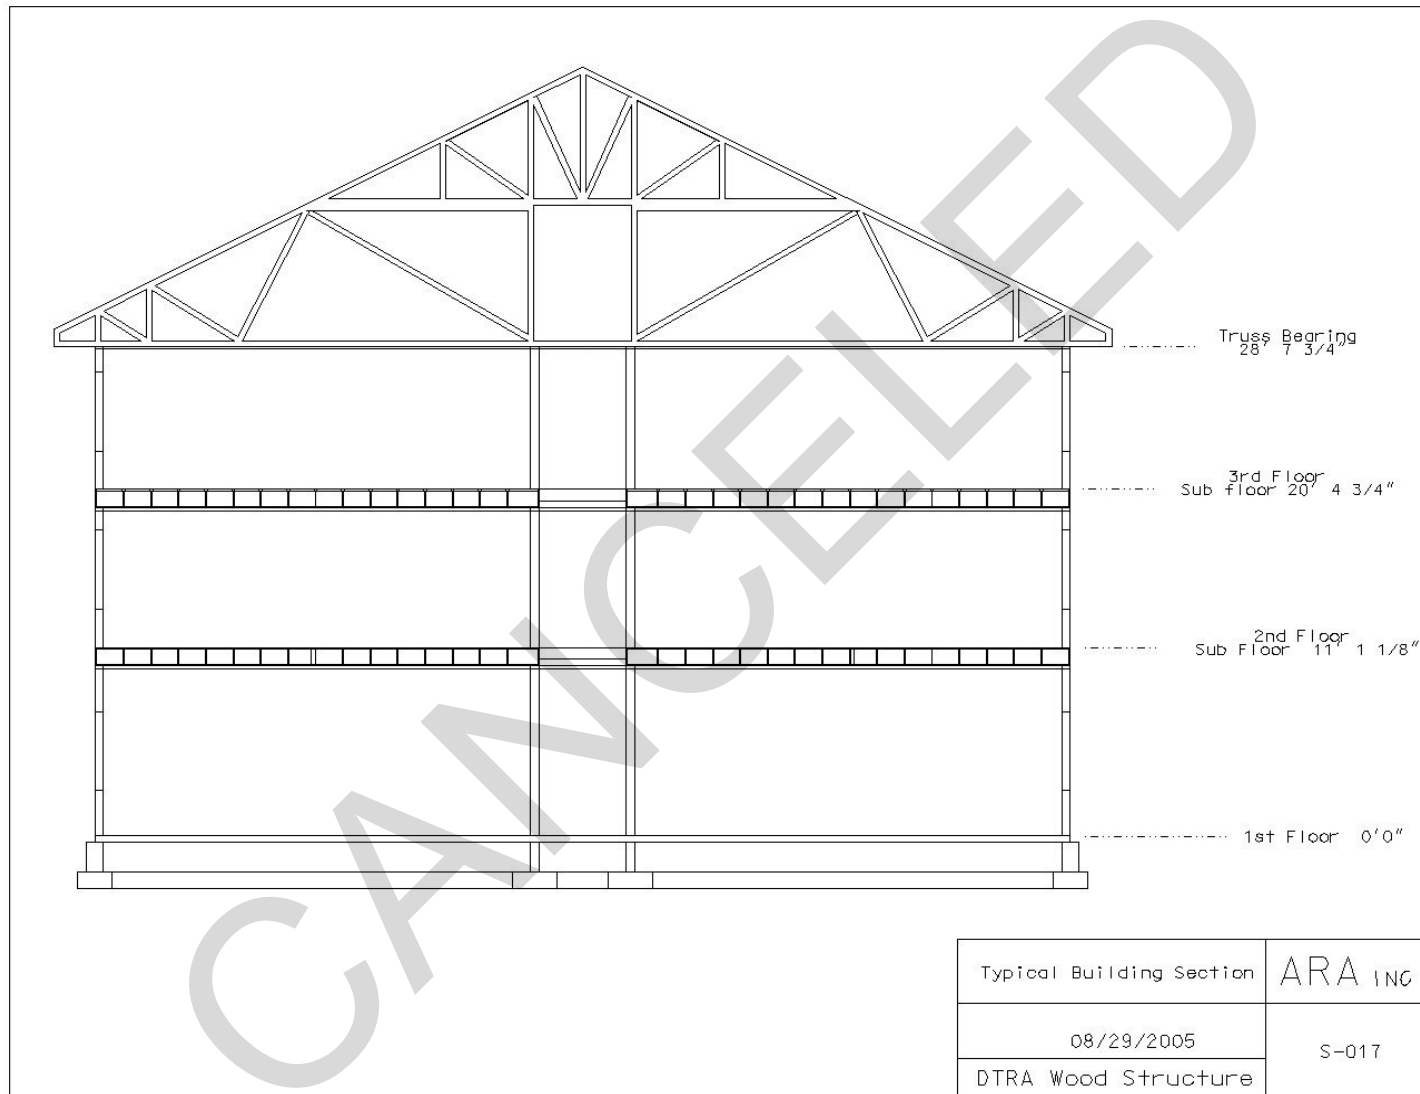 Truss Bearing
28' 7 3/4"
3rd Floor
Sub floor 20' 4 3/4"
2nd Floor
Sub Floor 11' 1 1/8"
1st Floor 0'0"
CANCELED
Typical Building Section
ARA INC
08/29/2005
S-017
DTRA Wood Structure